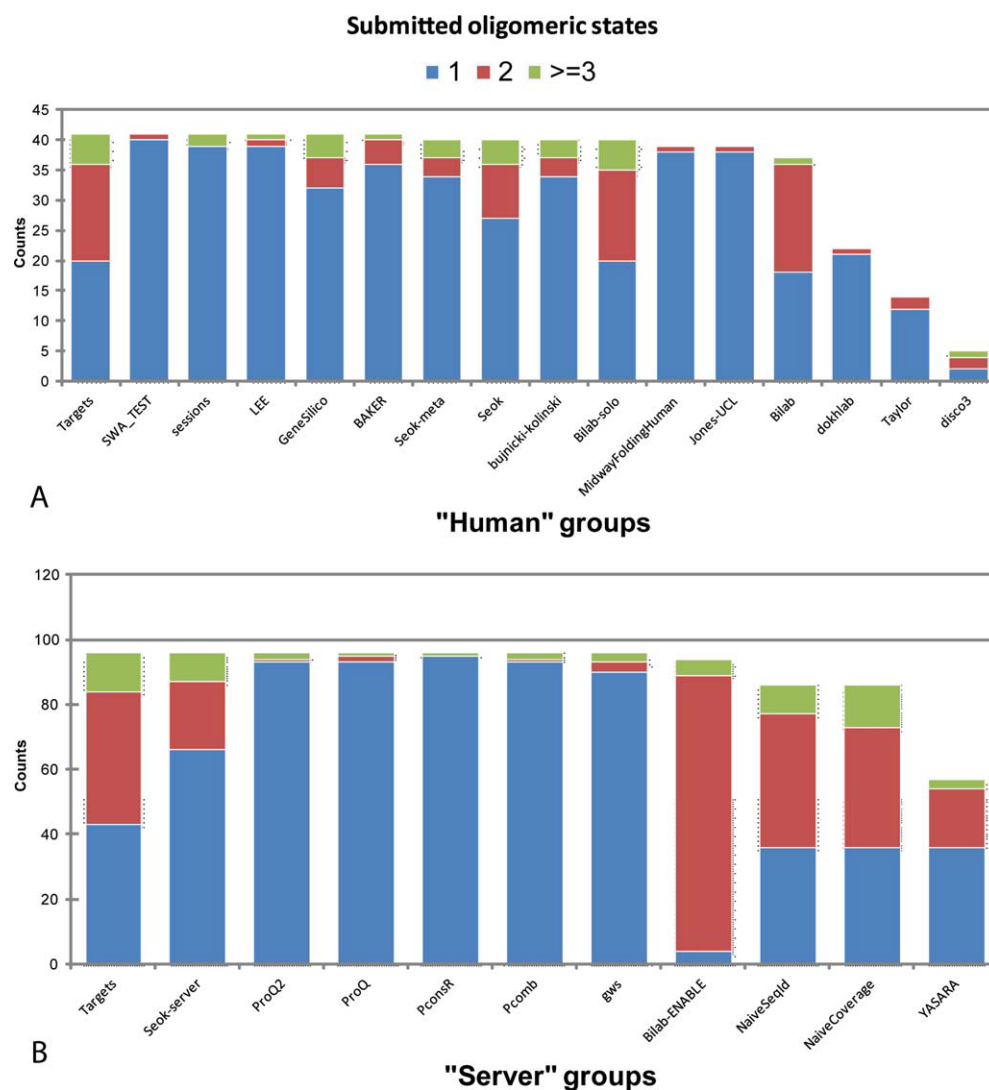 Submitted oligomeric states
1 2 >=3
45
40
35
30
25
20
15
10
5
0
Counts
Targets
SWA_TEST
sessions
LEE
GeneSilico
BAKER
Seok-meta
Seok
bujnicki-kolinski
Bilab-solo
MidwayFoldingHuman
Jones-UCL
Bilab
dokhlab
Taylor
disco3
A
"Human" groups
120
100
80
60
40
20
0
Counts
Targets
Seok-server
ProQ2
ProQ
PconsR
Pcomb
gws
Bilab-ENABLE
NaiveSeqId
NaiveCoverage
YASARA
B
"Server" groups